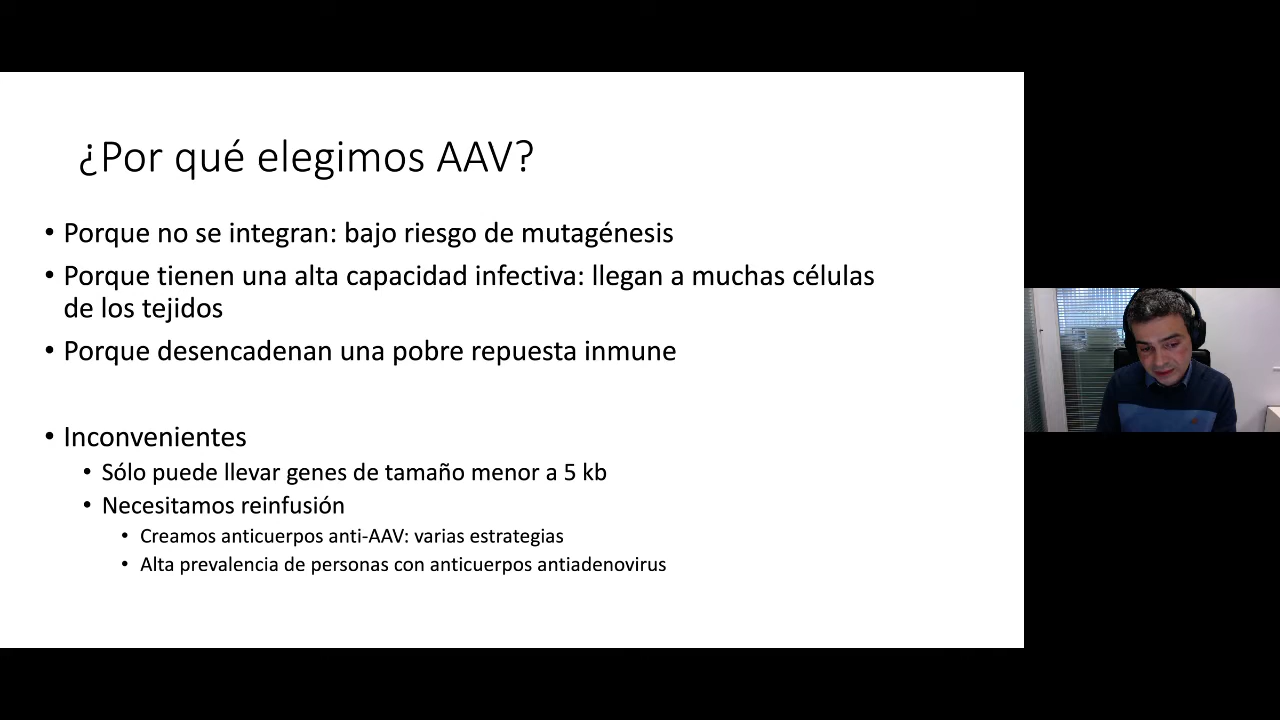 ¿Por qué elegimos AAV?
• Porque no se integran: bajo riesgo de mutagénesis
• Porque tienen una alta capacidad infectiva: llegan a muchas células
de los tejidos
• Porque desencadenan una pobre repuesta inmune
• Inconvenientes
• Sólo puede llevar genes de tamaño menor a 5 kb
• Necesitamos reinfusión
• Creamos anticuerpos anti-AAV: varias estrategias
• Alta prevalencia de personas con anticuerpos antiadenovirus